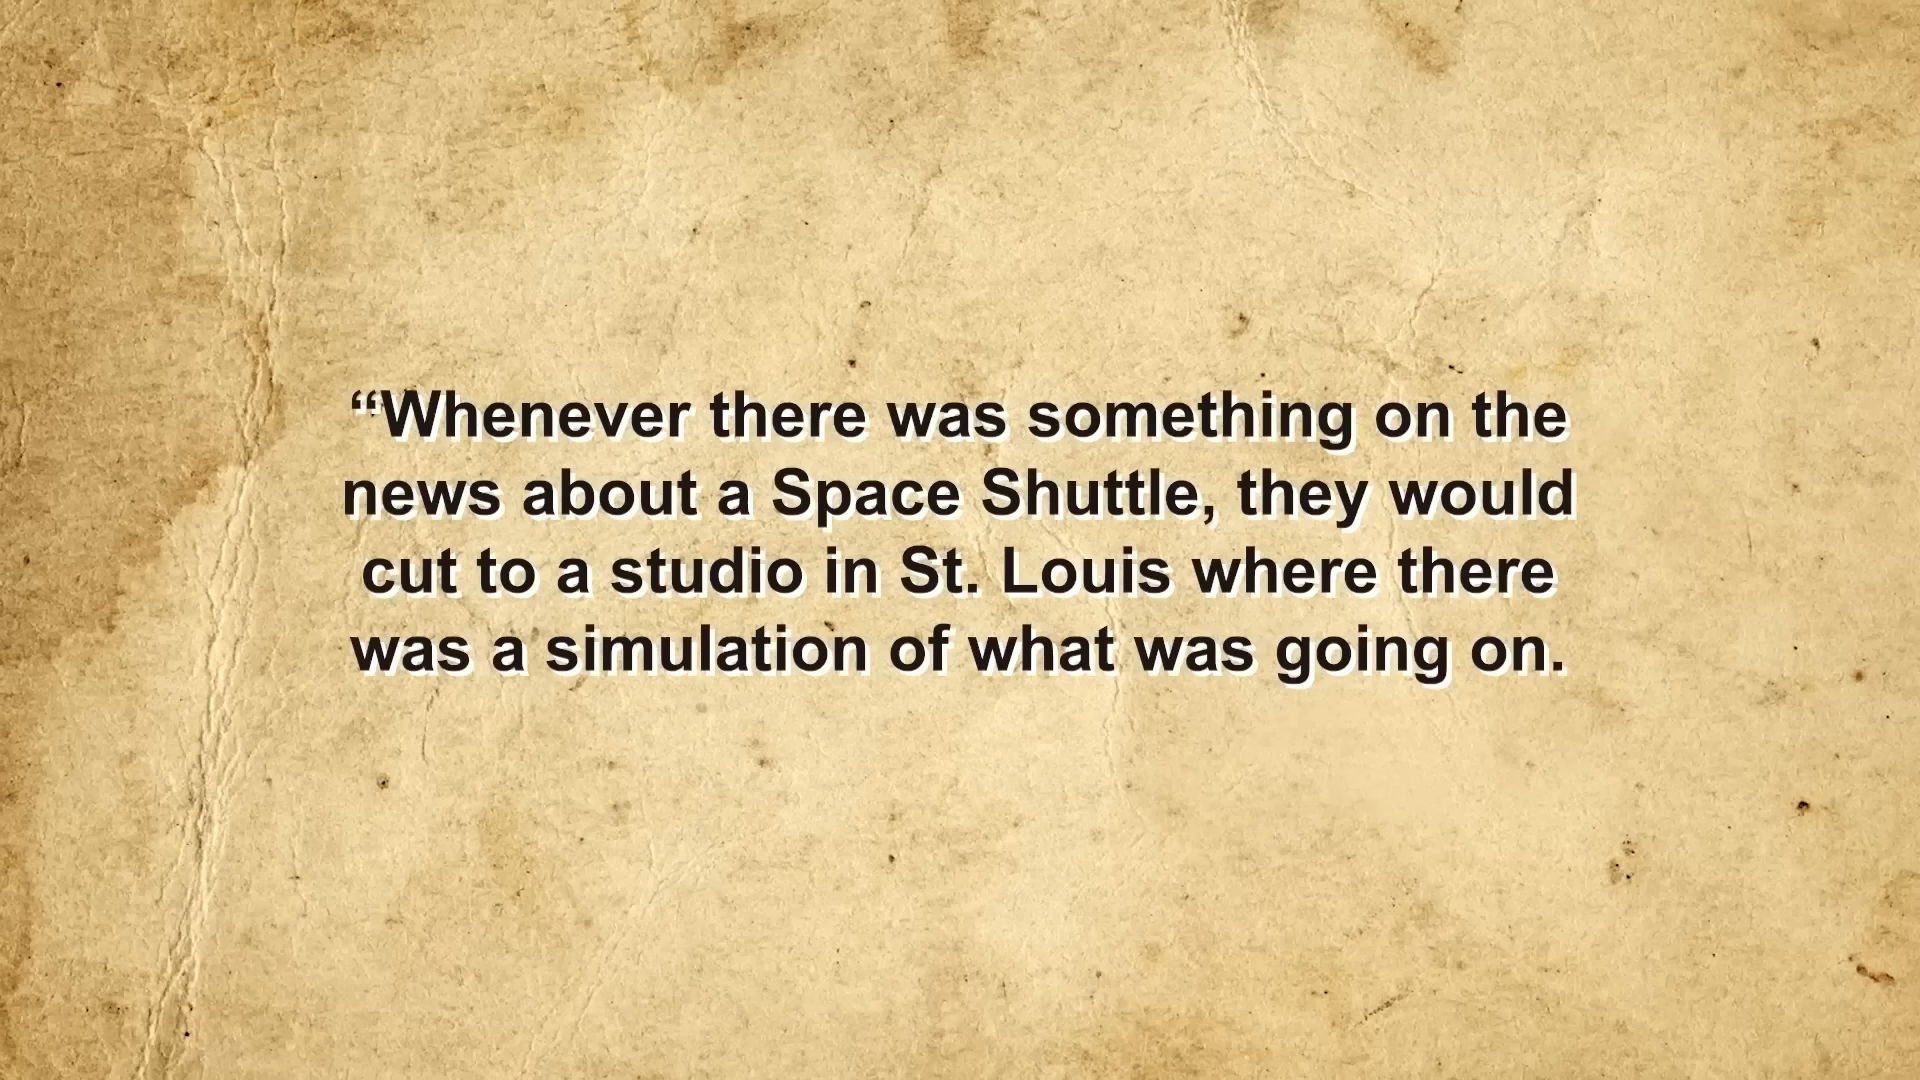 “Whenever there was something on the
news about a Space Shuttle, they would
cut to a studio in St. Louis where there
was a simulation of what was going on.